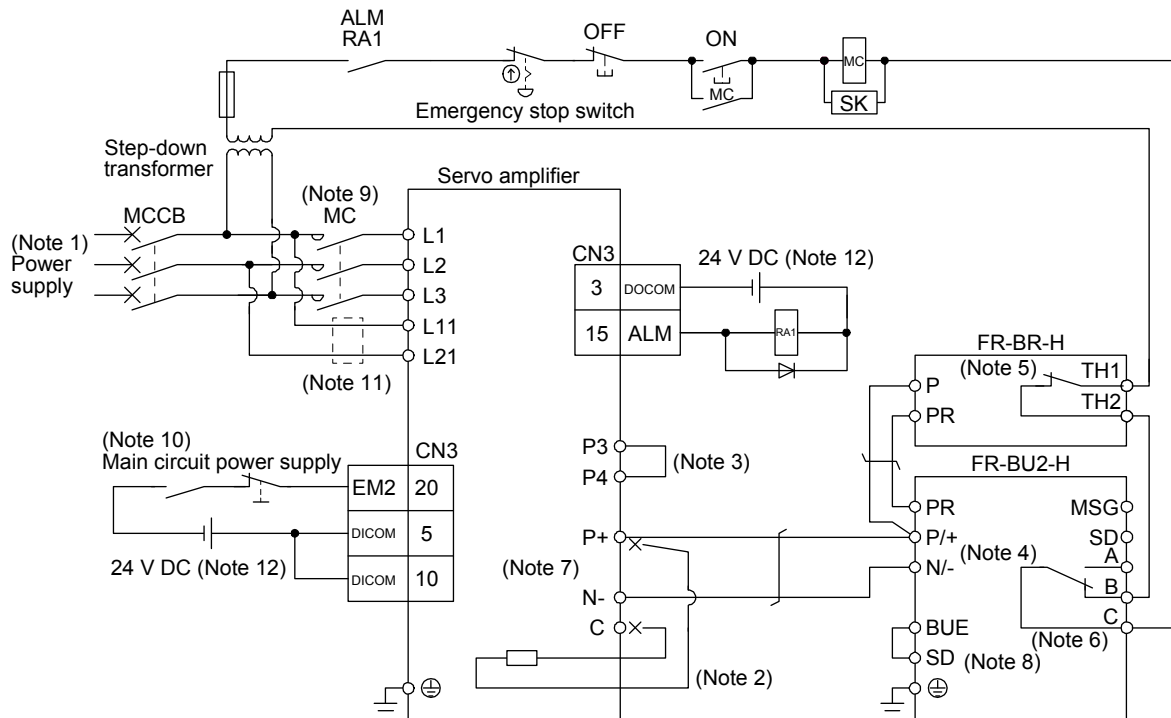 ALM
RA1
OFF
ON
MC
MC
SK
Emergency stop switch
Step-down
transformer
Servo amplifier
(Note 9)
MCCB
MC
(Note 1)
Power
supply
L1
L2
L3
L11
L21
(Note 11)
CN3
24 V DC (Note 12)
3
DOCOM
15
ALM
RA1
FR-BR-H
(Note 5)
TH1
P
TH2
PR
(Note 10)
Main circuit power supply
CN3
EM2
20
DICOM
5
DICOM
10
24 V DC (Note 12)
P3
P4
(Note 3)
FR-BU2-H
PR
MSG
P+
P/+
SD
(Note 4)
A
(Note 7)
N/-
B
N-
C
C
BUE
(Note 6)
SD
(Note 8)
(Note 2)